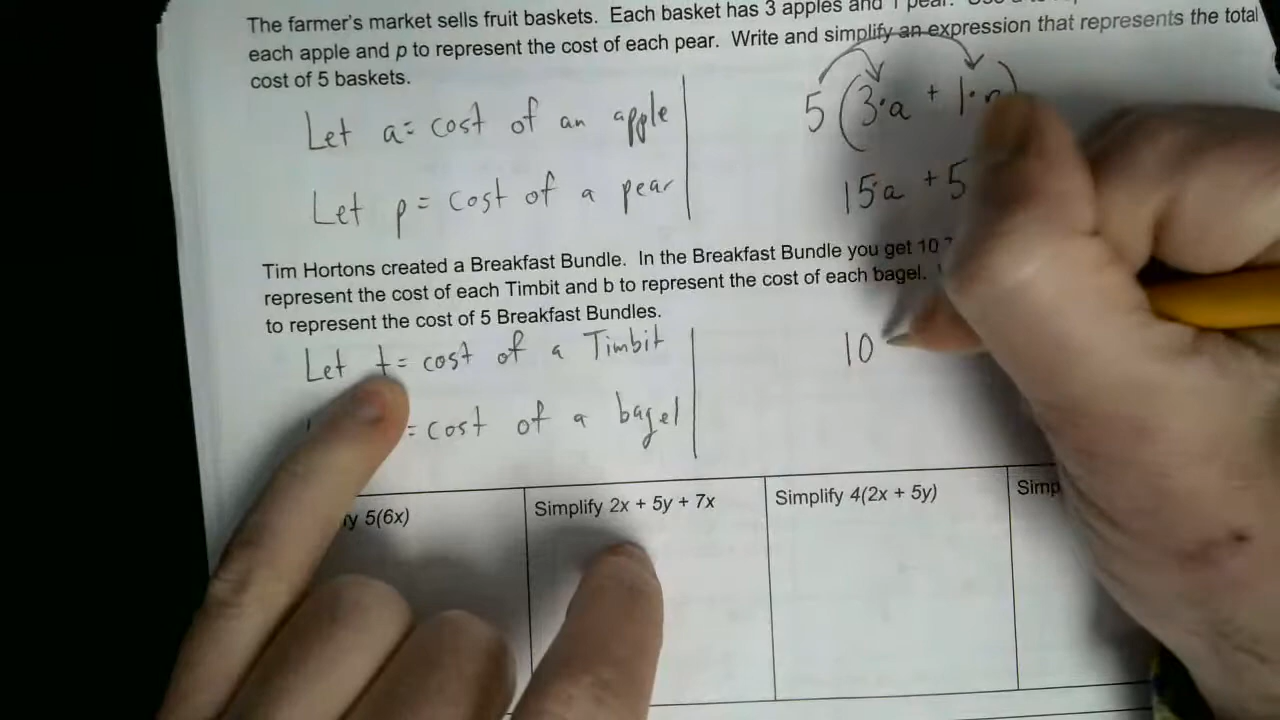 The farmer's market sells fruit baskets. Each basket has 3 apples and 1 pear.
each apple and p to represent the cost of each pear. Write and simplify an expression that represents the total
cost of 5 baskets.
Let a = cost of an apple
Let p = cost of a pear
5(3·a + 1·
15·a + 5
Tim Hortons created a Breakfast Bundle. In the Breakfast Bundle you get 10
represent the cost of each Timbit and b to represent the cost of each bagel.
to represent the cost of 5 Breakfast Bundles.
Let t = cost of a Timbit
= cost of a bagel
10
5(6x)
Simplify 2x + 5y + 7x
Simplify 4(2x + 5y)